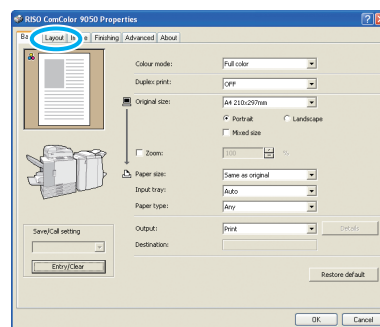 RISO ComColor 9050 Properties
Layout Finishing Advanced About
Colour mode: Full color
Duplex print: OFF
Original size: A4 210x297mm
Portrait Landscape
Mixed size
Zoom: 100 %
Paper size: Same as original
Input tray: Auto
Paper type: Any
Save/Call setting
Output: Print Details
Destination:
Entry/Clear
Restore default
OK Cancel